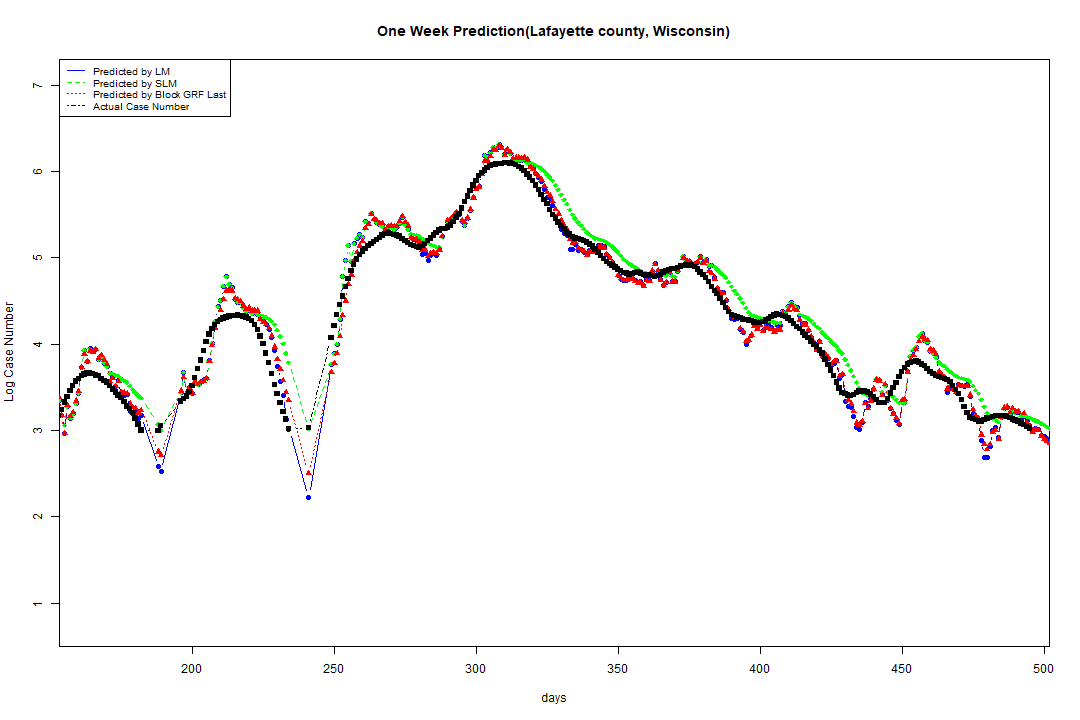 One Week Prediction(Lafayette county, Wisconsin)
Predicted by LM
Predicted by SLM
Predicted by Block GRF Last
Actual Case Number
7
6
5
4
3
2
1
Log Case Number
200 250 300 350 400 450 500
days